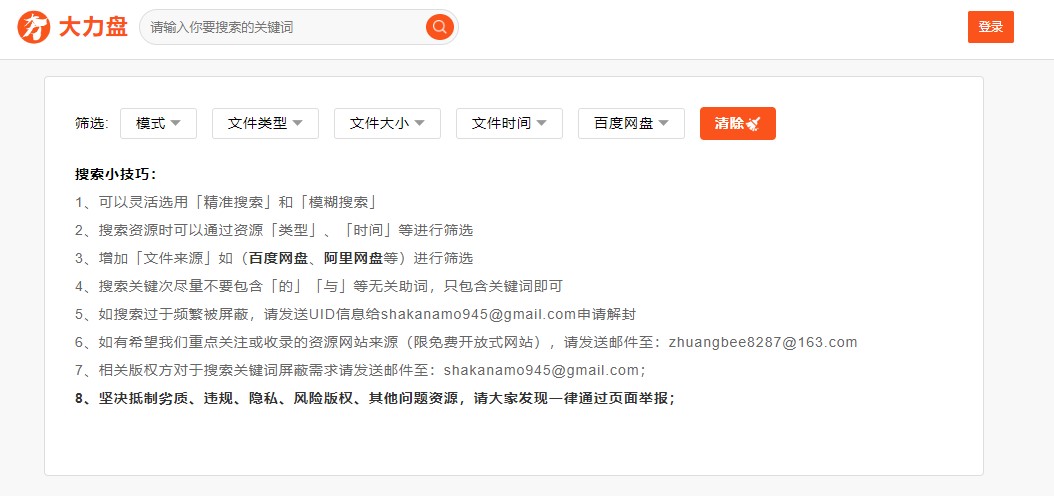 大力盘 请输入你要搜索的关键词 登录
筛选: 模式 文件类型 文件大小 文件时间 百度网盘 清除
搜索小技巧：
1、可以灵活选用「精准搜索」和「模糊搜索」
2、搜索资源时可以通过资源「类型」、「时间」等进行筛选
3、增加「文件来源」如（百度网盘、阿里网盘等）进行筛选
4、搜索关键次尽量不要包含「的」「与」等无关助词，只包含关键词即可
5、如搜索过于频繁被屏蔽，请发送UID信息给shakanamo945@gmail.com申请解封
6、如有希望我们重点关注或收录的资源网站来源（限免费开放式网站），请发送邮件至：zhuangbee8287@163.com
7、相关版权方对于搜索关键词屏蔽需求请发送邮件至：shakanamo945@gmail.com；
8、坚决抵制劣质、违规、隐私、风险版权、其他问题资源，请大家发现一律通过页面举报；